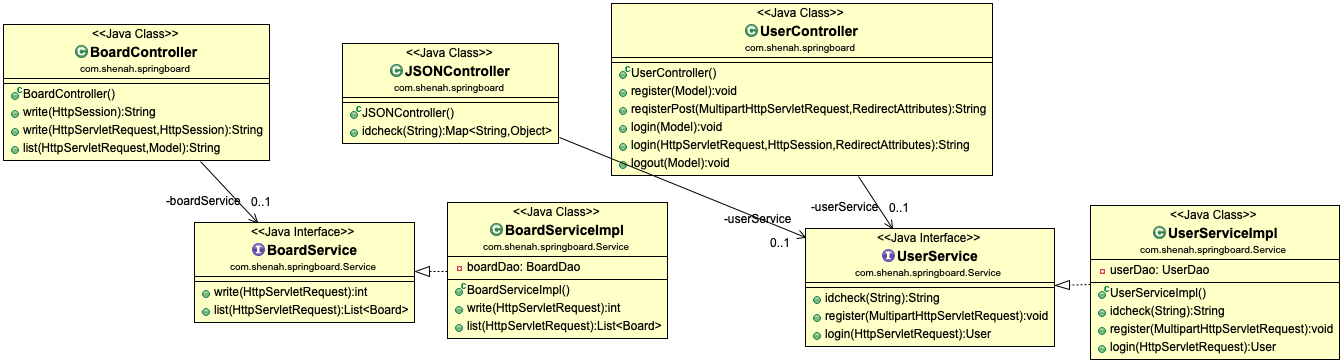 <<Java Class>>
BoardController
com.shenah.springboard
BoardController()
write(HttpSession):String
write(HttpServletRequest,HttpSession):String
list(HttpServletRequest,Model):String
<<Java Class>>
JSONController
com.shenah.springboard
JSONController()
idcheck(String):Map<String,Object>
<<Java Class>>
UserController
com.shenah.springboard
UserController()
register(Model):void
reqisterPost(MultipartHttpServletRequest,RedirectAttributes):String
login(Model):void
login(HttpServletRequest,HttpSession,RedirectAttributes):String
logout(Model):void
-boardService
0..1
-userService
0..1
-userService
0..1
<<Java Interface>>
BoardService
com.shenah.springboard.Service
write(HttpServletRequest):int
list(HttpServletRequest):List<Board>
<<Java Class>>
BoardServiceImpl
com.shenah.springboard.Service
boardDao: BoardDao
BoardServiceImpl()
write(HttpServletRequest):int
list(HttpServletRequest):List<Board>
<<Java Interface>>
UserService
com.shenah.springboard.Service
idcheck(String):String
register(MultipartHttpServletRequest):void
login(HttpServletRequest):User
<<Java Class>>
UserServiceImpl
com.shenah.springboard.Service
userDao: UserDao
UserServiceImpl()
idcheck(String):String
register(MultipartHttpServletRequest):void
login(HttpServletRequest):User